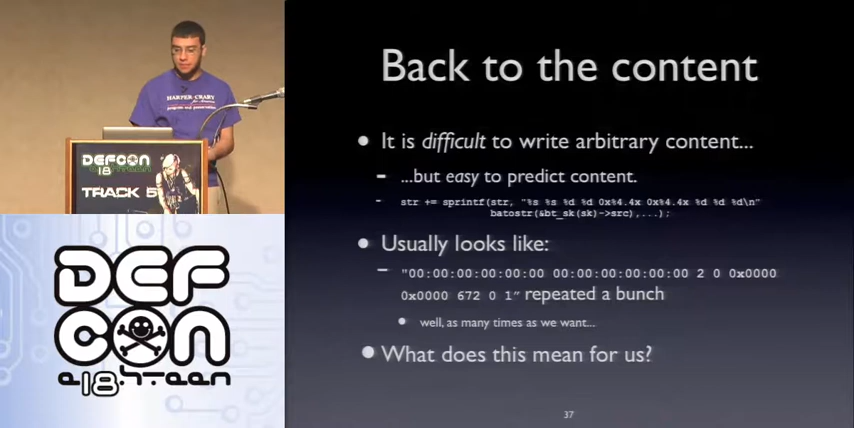 HARPER-CRARY
DEFCON
18
TRACK 5
DEF
CON
e18hteen
Back to the content
It is difficult to write arbitrary content...
...but easy to predict content.
str += sprintf(str, "%s %s %d %d 0x%4.4x 0x%4.4x %d %d %d\n"
batostr(&bt_sk(sk)->src),...);
Usually looks like:
"00:00:00:00:00:00 00:00:00:00:00:00 2 0 0x0000
0x0000 672 0 1" repeated a bunch
well, as many times as we want...
What does this mean for us?
37